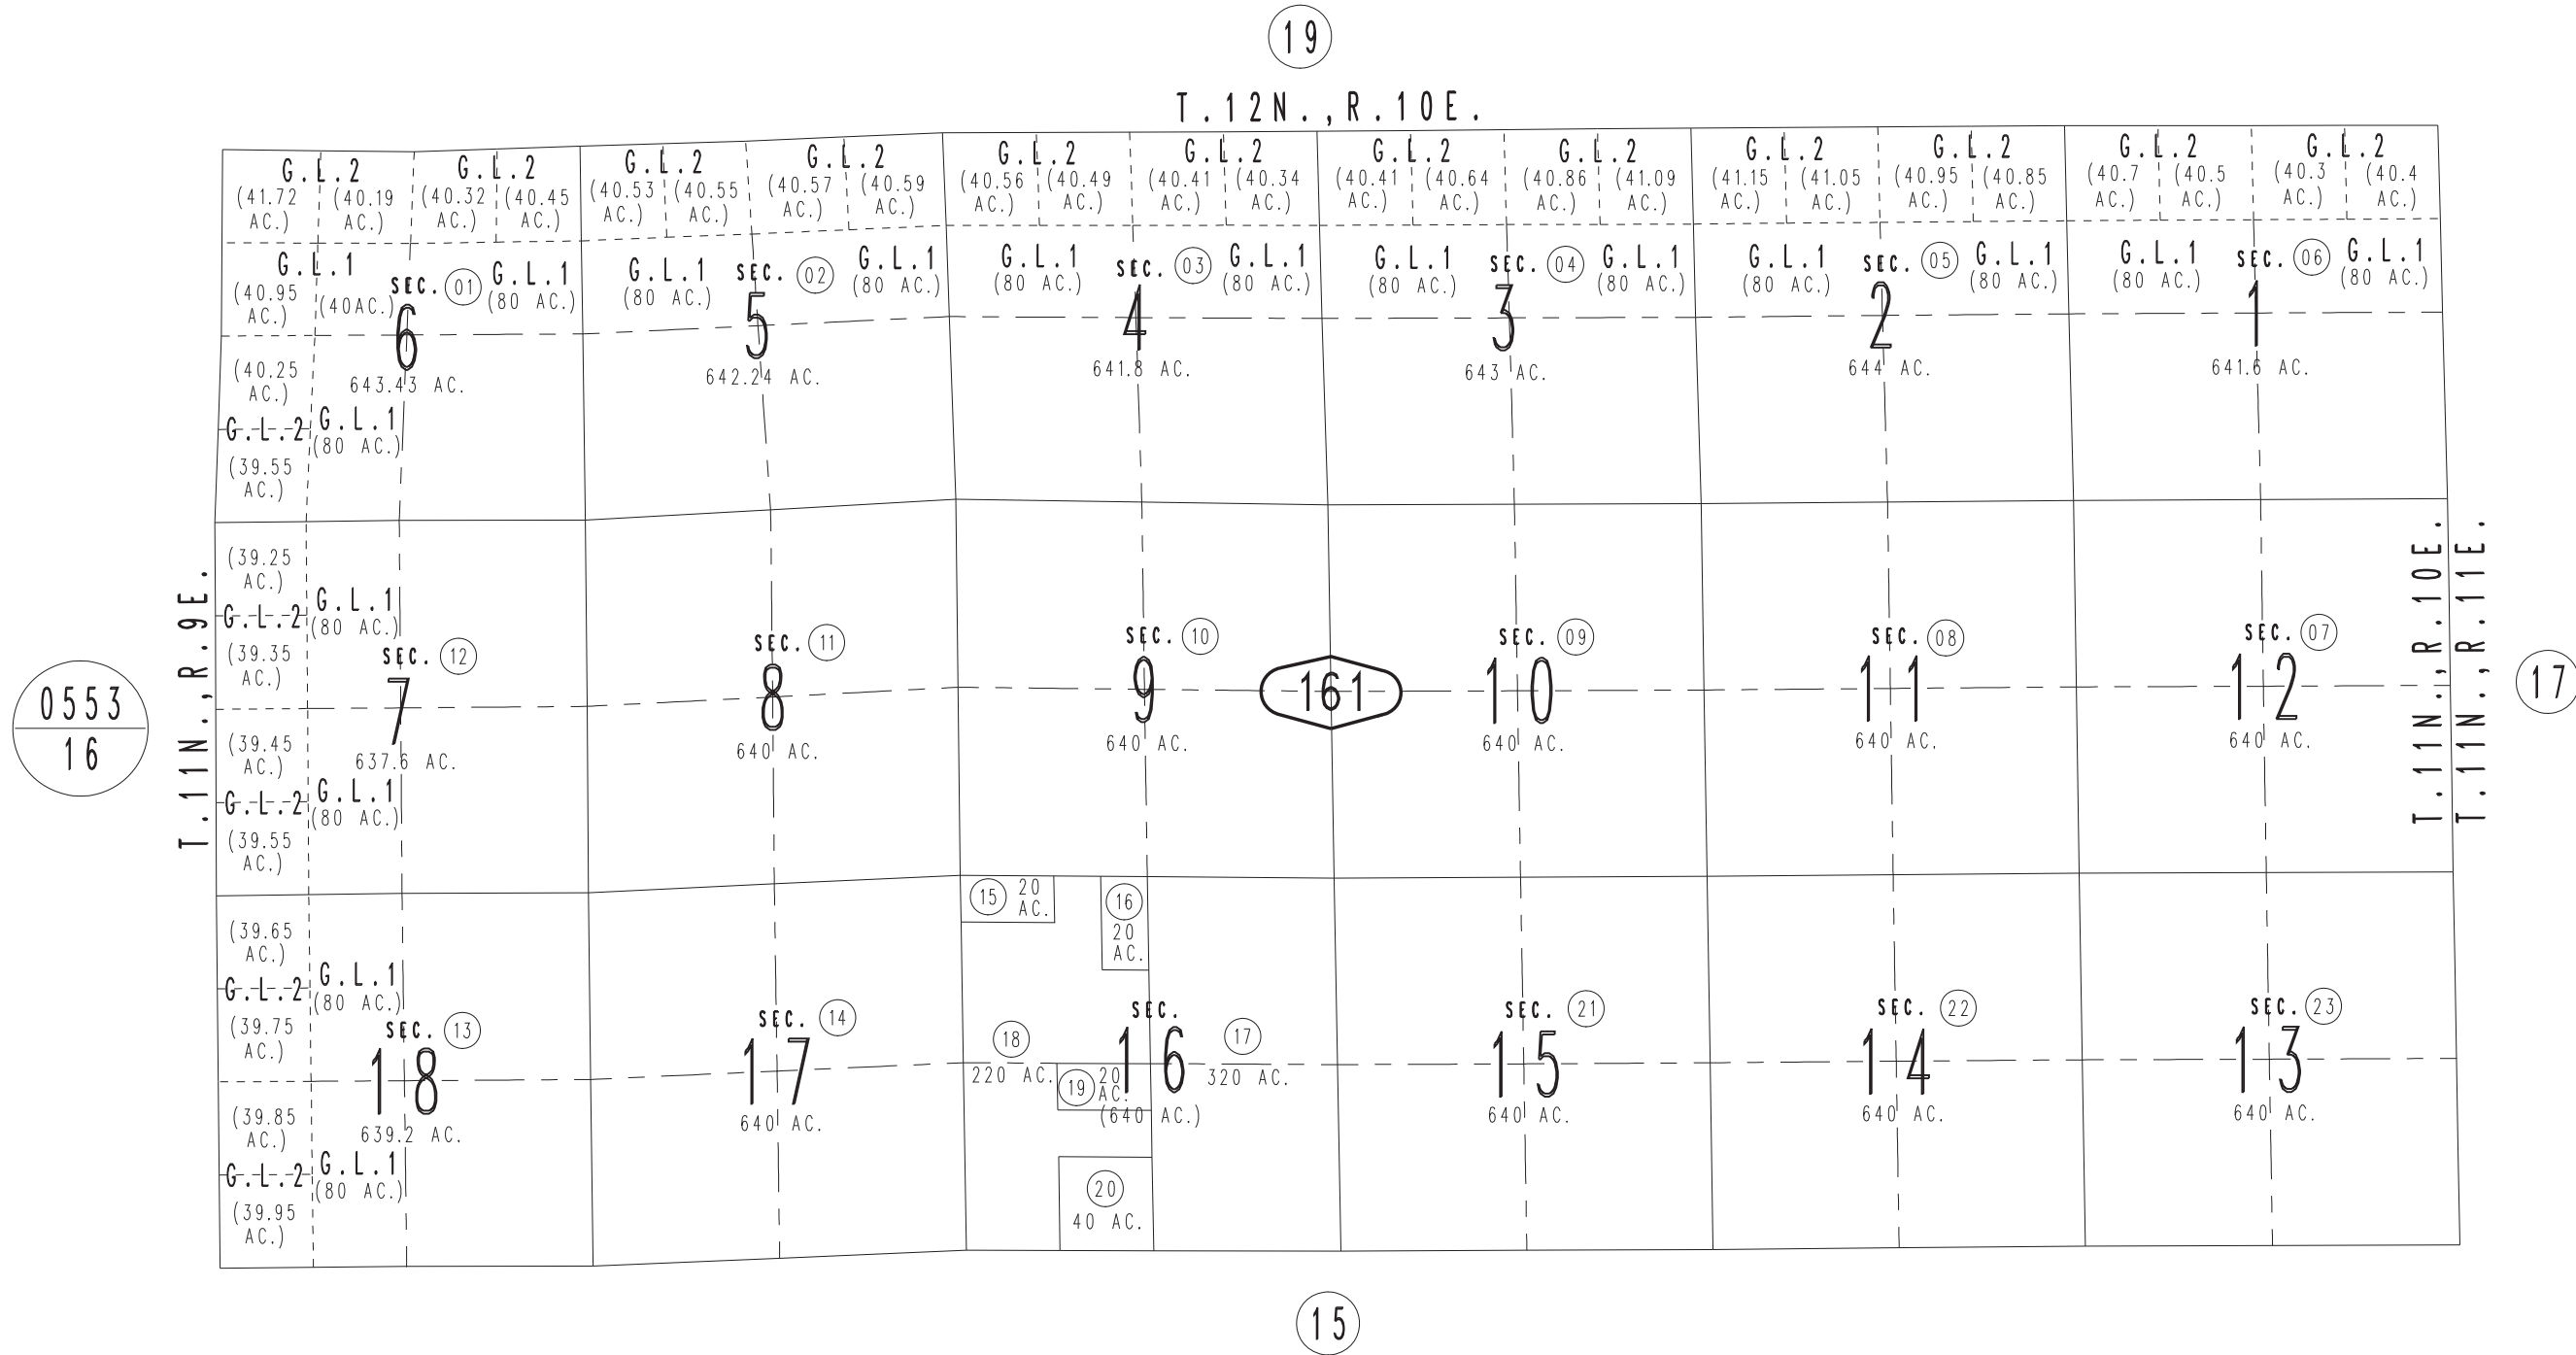 19
T.12N.,R.10E.
G.L.2 G.L.2 G.L.2 G.L.2 G.L.2 G.L.2 G.L.2 G.L.2 G.L.2 G.L.2 G.L.2 G.L.2
(41.72 AC.) (40.19 AC.) (40.32 AC.) (40.45 AC.) (40.53 AC.) (40.55 AC.) (40.57 AC.) (40.59 AC.) (40.56 AC.) (40.49 AC.) (40.41 AC.) (40.34 AC.) (40.41 AC.) (40.64 AC.) (40.86 AC.) (41.09 AC.) (41.15 AC.) (41.05 AC.) (40.95 AC.) (40.85 AC.) (40.7 AC.) (40.5 AC.) (40.3 AC.) (40.4 AC.)
G.L.1
(40.95 AC.) (40AC.)
SEC. 01
6
643.43 AC.
G.L.1
(80 AC.)
G.L.1
(80 AC.)
SEC. 02
5
642.24 AC.
G.L.1
(80 AC.)
G.L.1
(80 AC.)
SEC. 03
4
641.8 AC.
G.L.1
(80 AC.)
G.L.1
(80 AC.)
SEC. 04
3
643 AC.
G.L.1
(80 AC.)
G.L.1
(80 AC.)
SEC. 05
2
644 AC.
G.L.1
(80 AC.)
G.L.1
(80 AC.)
SEC. 06
1
641.6 AC.
G.L.1
(80 AC.)
(40.25 AC.)
G.L.2 G.L.1
(80 AC.)
(39.55 AC.)
T.11N.,R.9E.
0553
16
(39.25 AC.)
G.L.2 G.L.1
(80 AC.)
(39.35 AC.)
SEC. 12
7
637.6 AC.
(39.45 AC.)
G.L.2 G.L.1
(80 AC.)
(39.55 AC.)
SEC. 11
8
640 AC.
SEC. 10
9
640 AC.
161
SEC. 09
10
640 AC.
SEC. 08
11
640 AC.
SEC. 07
12
640 AC.
T.11N.,R.10E.
T.11N.,R.11E.
17
(39.65 AC.)
G.L.2 G.L.1
(80 AC.)
(39.75 AC.)
SEC. 13
18
639.2 AC.
(39.85 AC.)
G.L.2 G.L.1
(80 AC.)
(39.95 AC.)
SEC. 14
17
640 AC.
15 20 AC.
16
20 AC.
SEC.
16
(640 AC.)
18
220 AC.
17
320 AC.
19 20 AC.
20
40 AC.
SEC. 21
15
640 AC.
SEC. 22
14
640 AC.
SEC. 23
13
640 AC.
15